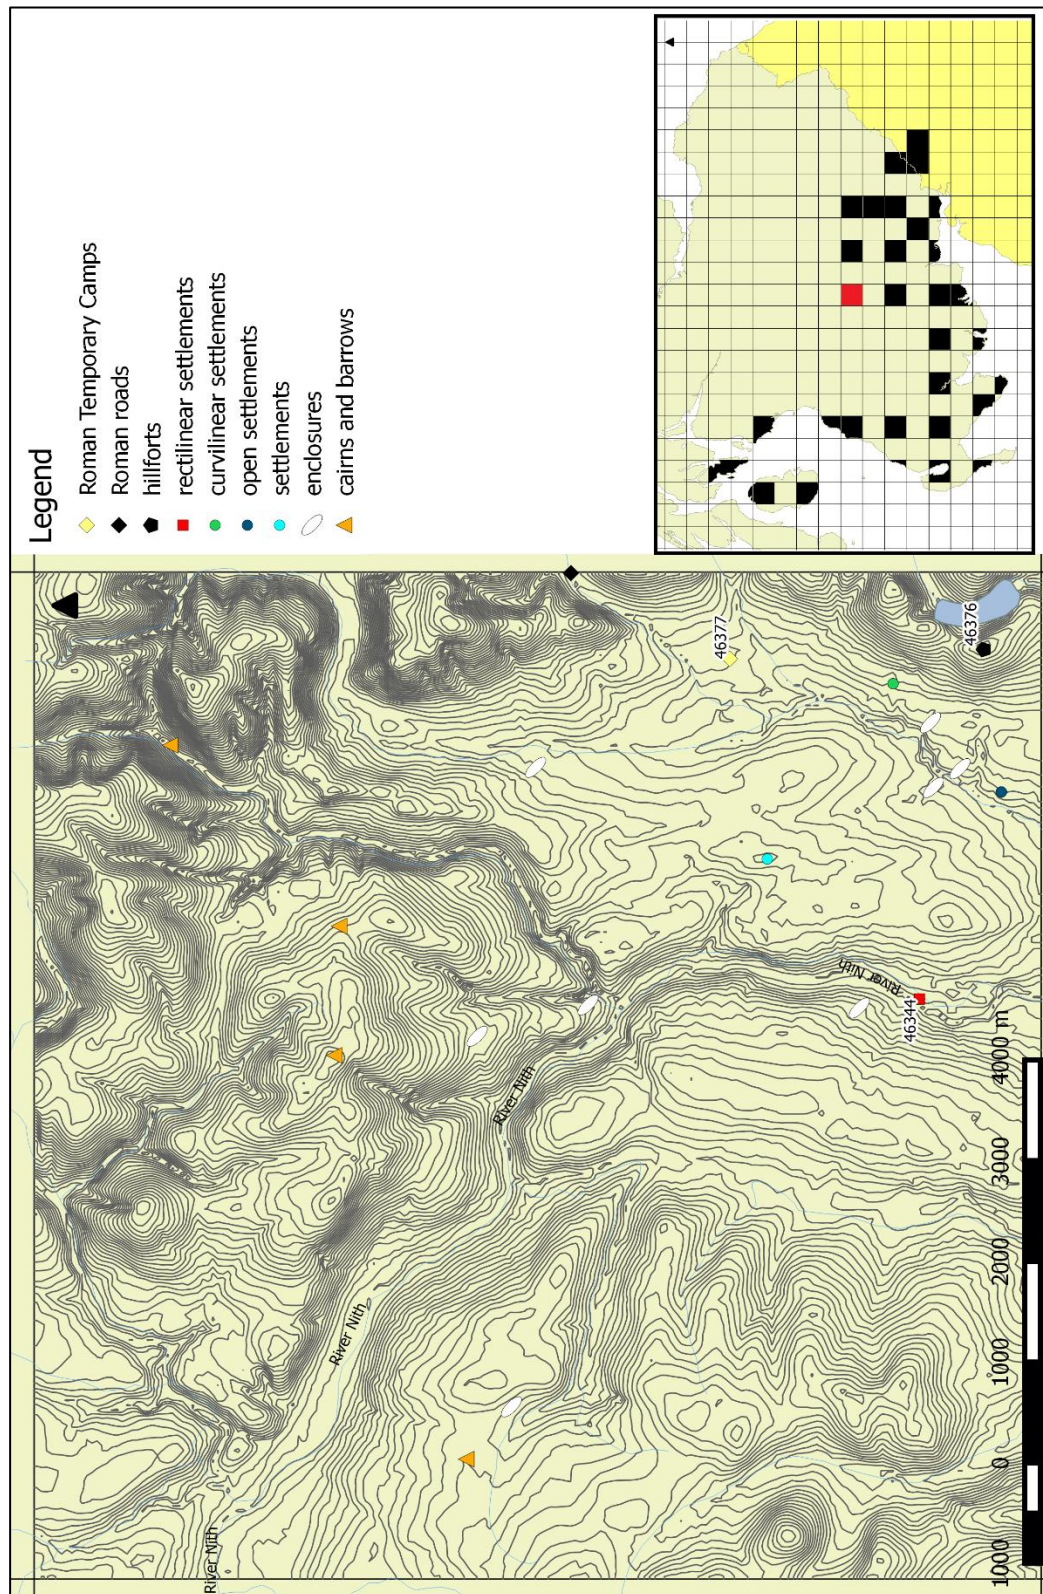 Legend
Roman Temporary Camps
Roman roads
hillforts
rectilinear settlements
curvilinear settlements
open settlements
settlements
enclosures
cairns and barrows
River Nith
River Nith
River Nith
River Nith
46377
46376
46344
1000 0 1000 2000 3000 4000 m